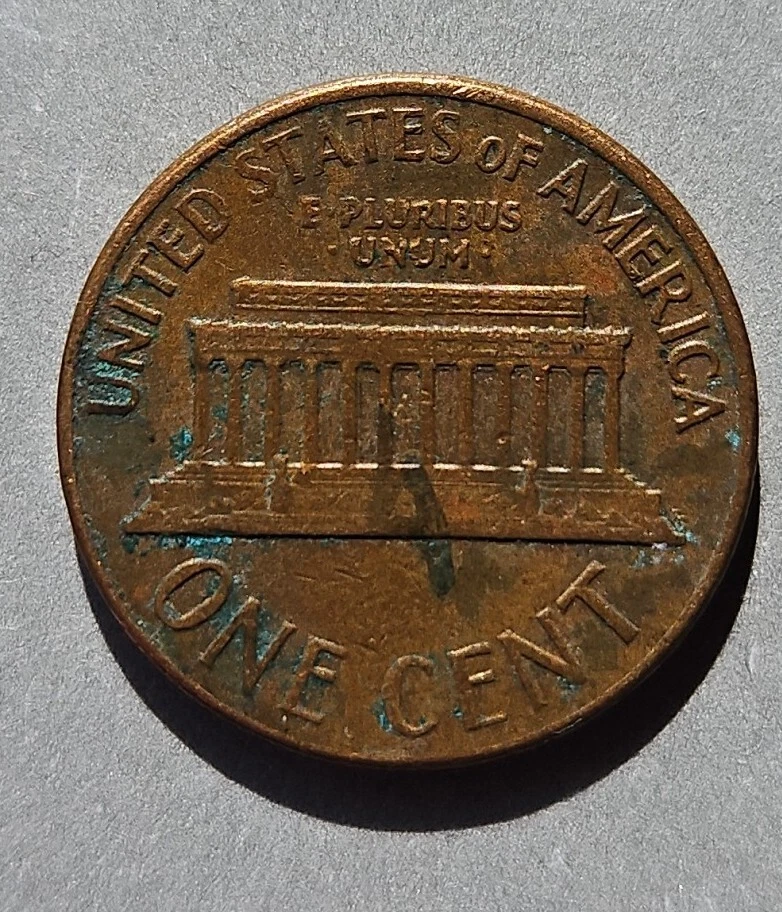 UNITED STATES OF AMERICA
E·PLURIBUS
·UNUM·
ONE CENT